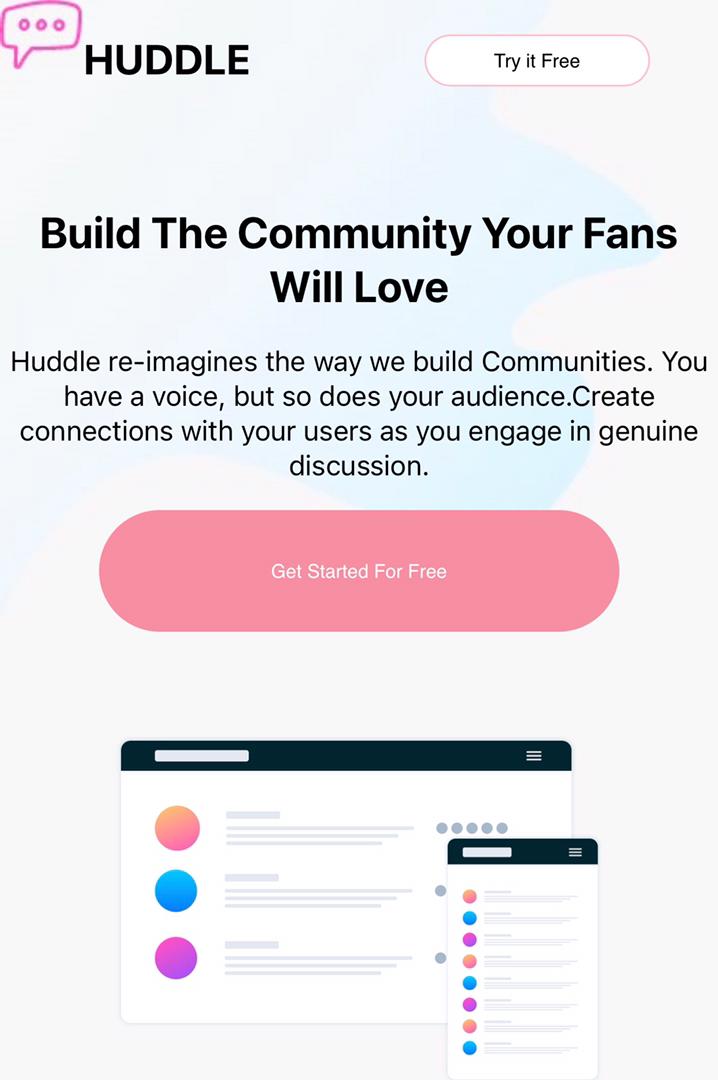 HUDDLE
Try it Free
Build The Community Your Fans
Will Love
Huddle re-imagines the way we build Communities. You
have a voice, but so does your audience.Create
connections with your users as you engage in genuine
discussion.
Get Started For Free